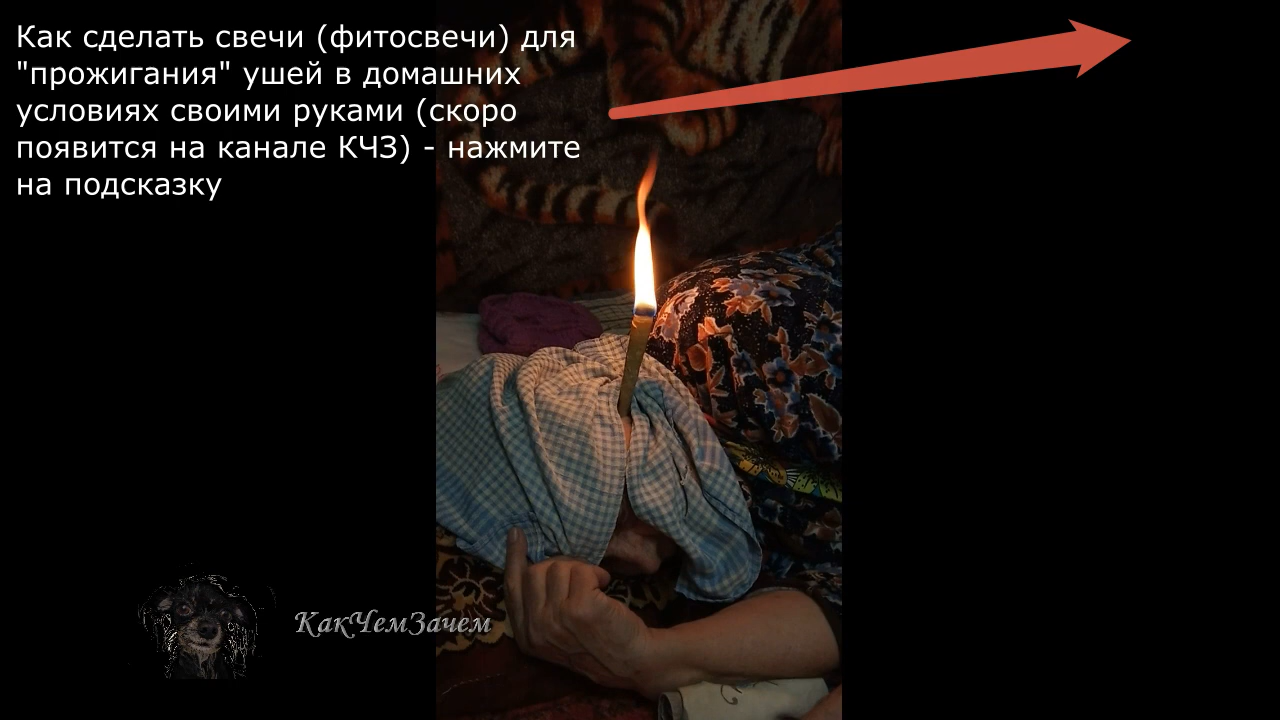 Как сделать свечи (фитосвечи) для
"прожигания" ушей в домашних
условиях своими руками (скоро
появится на канале КЧЗ) - нажмите
на подсказку
КакЧемЗачем